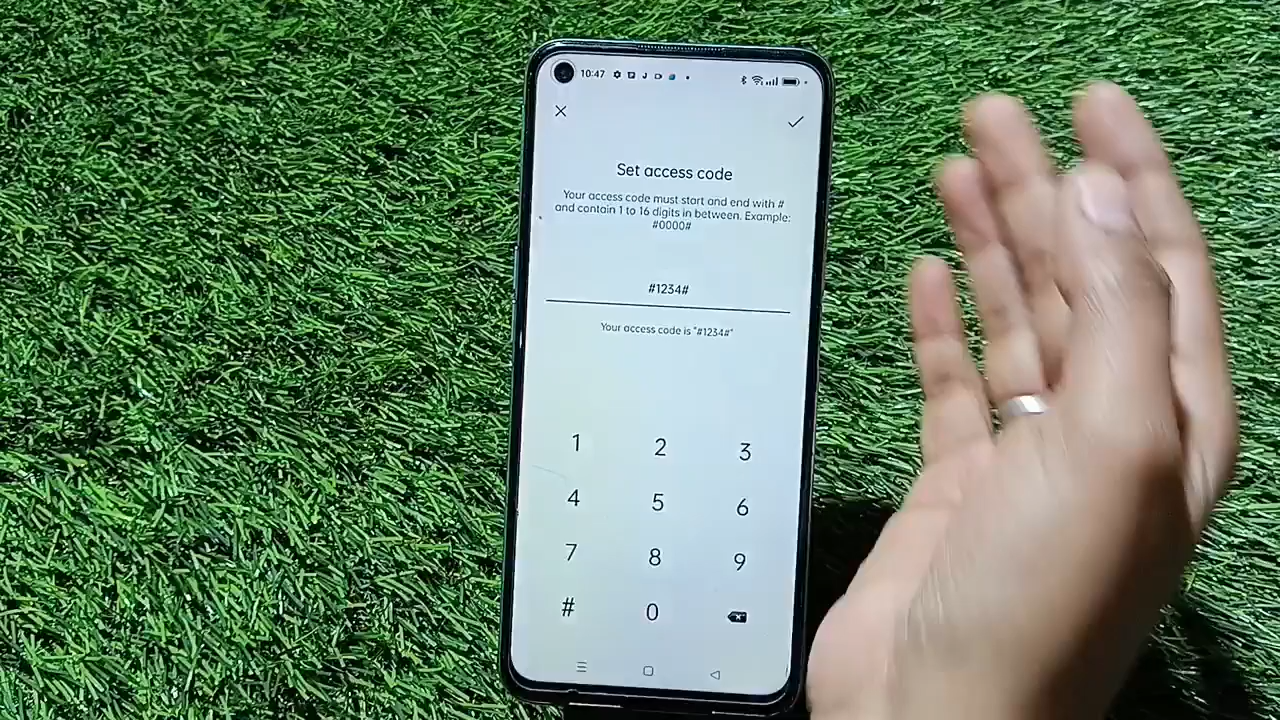 10:47
Set access code
Your access code must start and end with #
and contain 1 to 16 digits in between. Example:
#0000#
#1234#
Your access code is "#1234#"
1 2 3
4 5 6
7 8 9
# 0